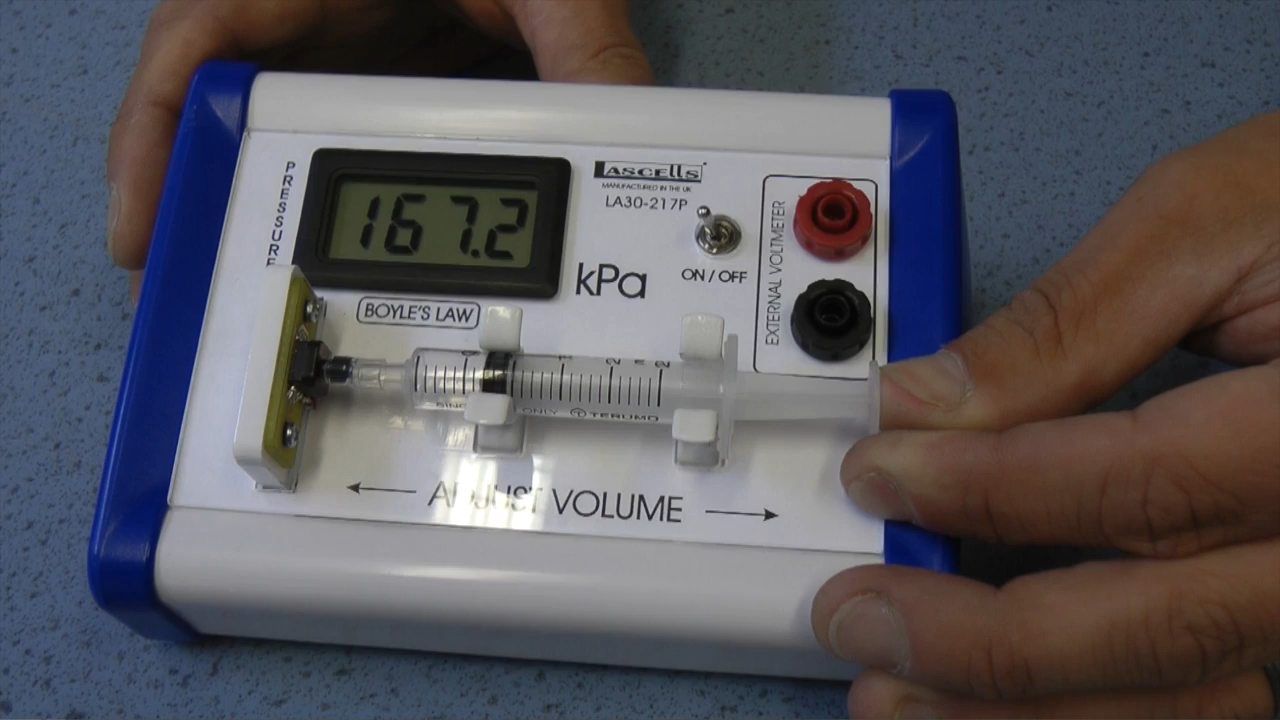 PRESSURE
167.2
LASCELLS
MANUFACTURED IN THE UK
LA30-217P
kPa
ON / OFF
EXTERNAL VOLTMETER
BOYLE'S LAW
ONLY TERUMO
ADJUST VOLUME